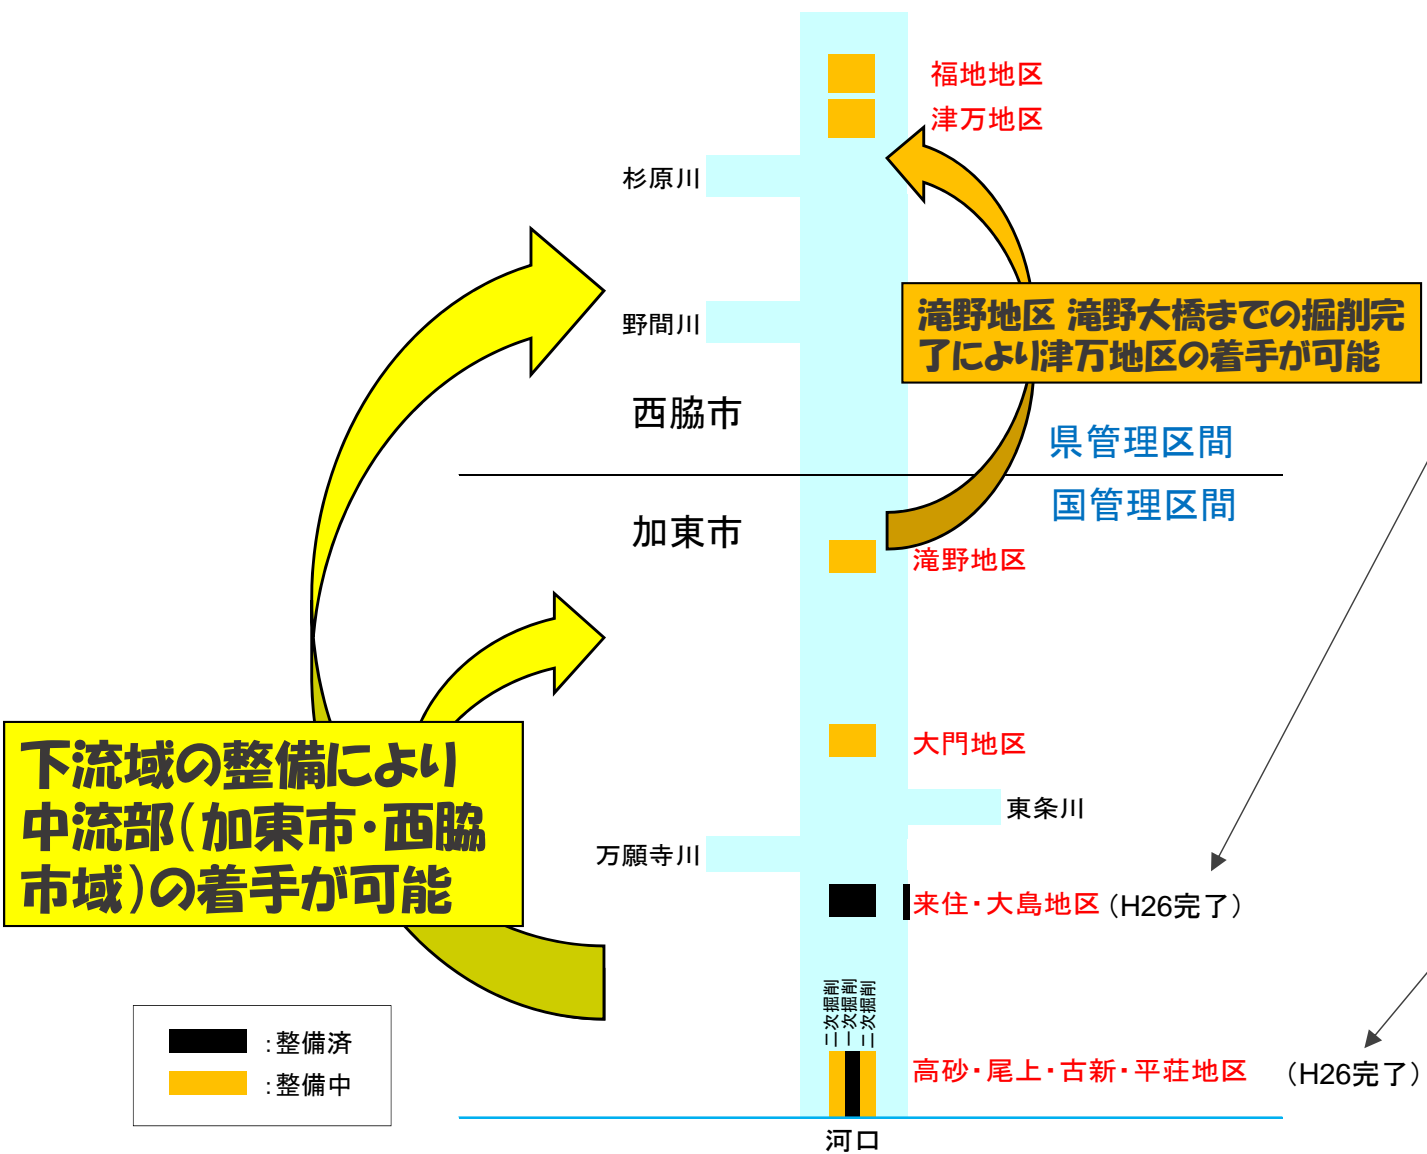 福地地区
津万地区
杉原川
野間川
滝野地区 滝野大橋までの掘削完
了により津万地区の着手が可能
西脇市
県管理区間
国管理区間
加東市
滝野地区
下流域の整備により
中流部(加東市・西脇
市域)の着手が可能
大門地区
東条川
万願寺川
来住・大島地区(H26完了)
二次掘削
一次掘削
二次掘削
:整備済
:整備中
高砂・尾上・古新・平荘地区 (H26完了)
河口